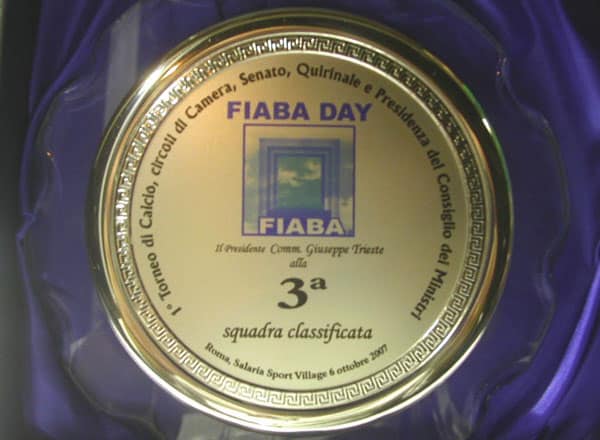 1° Torneo di Calcio, circoli di Camera, Senato, Quirinale e Presidenza del Consiglio dei Ministri
FIABA DAY
FIABA
Il Presidente Comm. Giuseppe Trieste
alla
3ª
squadra classificata
Roma, Salaria Sport Village 6 ottobre 2007